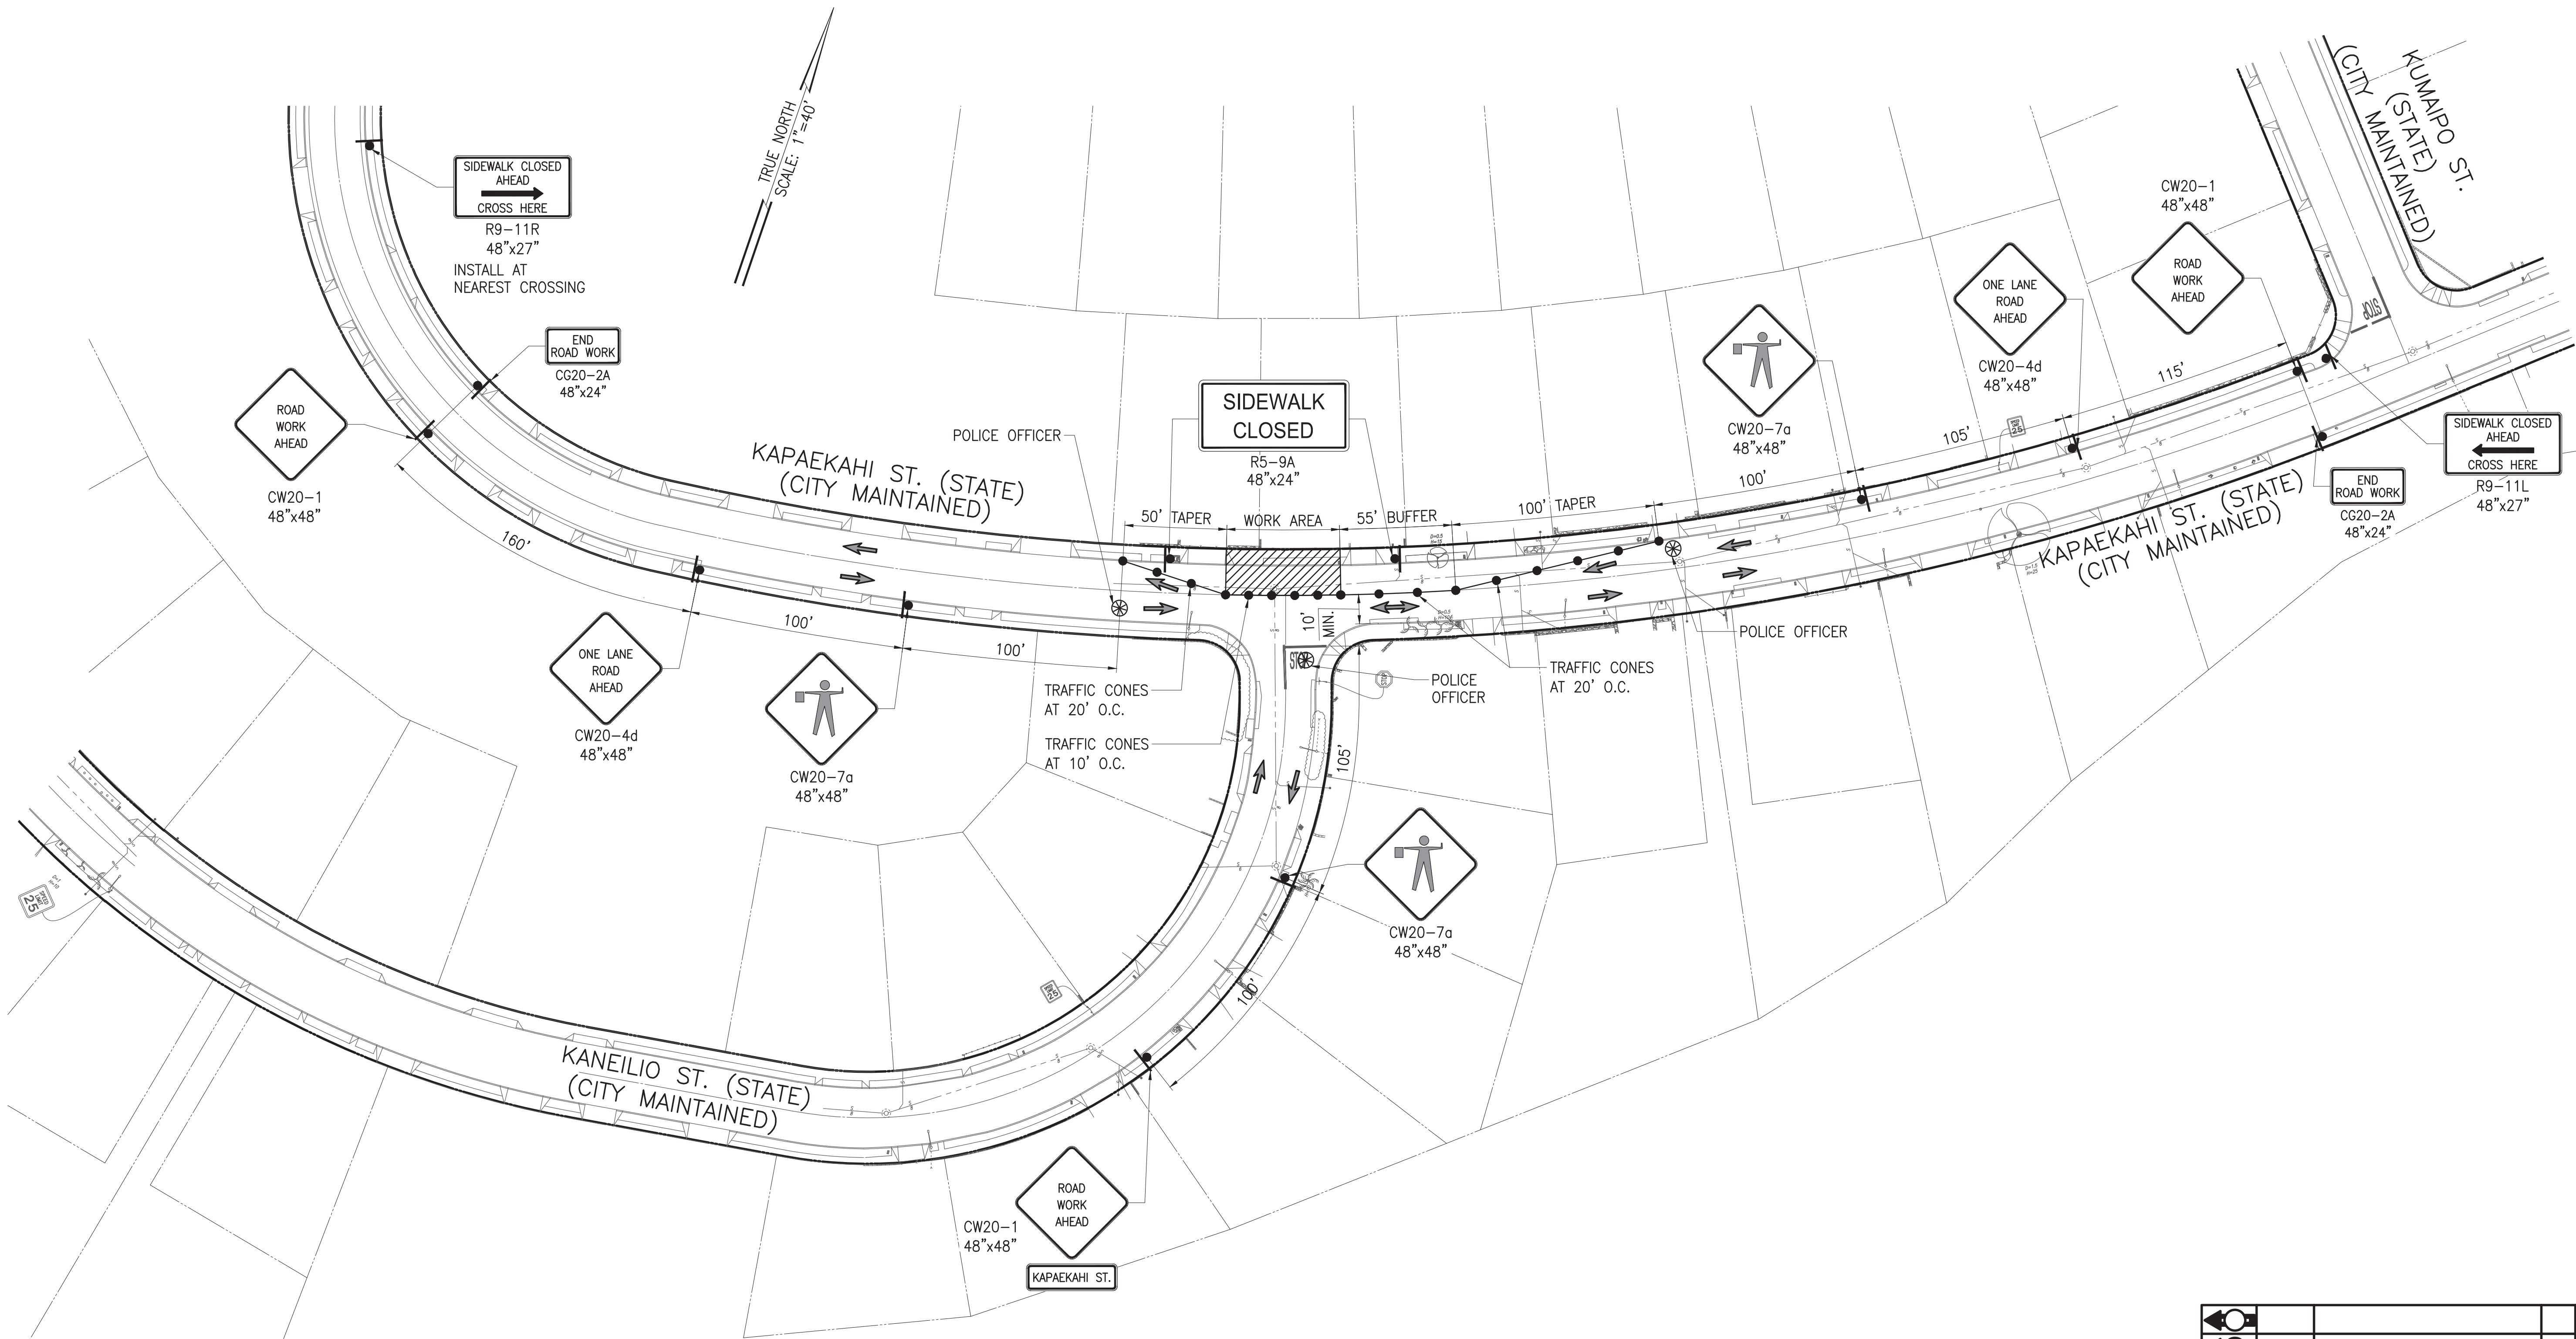 TRUE NORTH
SCALE: 1"=40'
KUMAIPO ST.
(STATE)
(CITY MAINTAINED)
SIDEWALK CLOSED
AHEAD
CROSS HERE
R9-11R
48"x27"
INSTALL AT
NEAREST CROSSING
END
ROAD WORK
CG20-2A
48"x24"
ROAD
WORK
AHEAD
CW20-1
48"x48"
160'
ONE LANE
ROAD
AHEAD
CW20-4d
48"x48"
100'
CW20-7a
48"x48"
100'
KAPAEKAHI ST. (STATE)
(CITY MAINTAINED)
POLICE OFFICER
SIDEWALK
CLOSED
R5-9A
48"x24"
50' TAPER
WORK AREA
55' BUFFER
100' TAPER
100'
105'
115'
CW20-7a
48"x48"
ONE LANE
ROAD
AHEAD
CW20-4d
48"x48"
CW20-1
48"x48"
ROAD
WORK
AHEAD
STOP
SIDEWALK CLOSED
AHEAD
CROSS HERE
R9-11L
48"x27"
END
ROAD WORK
CG20-2A
48"x24"
KAPAEKAHI ST. (STATE)
(CITY MAINTAINED)
POLICE OFFICER
10'
MIN.
STOP
TRAFFIC CONES
AT 20' O.C.
TRAFFIC CONES
AT 10' O.C.
POLICE
OFFICER
TRAFFIC CONES
AT 20' O.C.
105'
CW20-7a
48"x48"
100'
SPEED
LIMIT
25
KANEILIO ST. (STATE)
(CITY MAINTAINED)
ROAD
WORK
AHEAD
CW20-1
48"x48"
KAPAEKAHI ST.